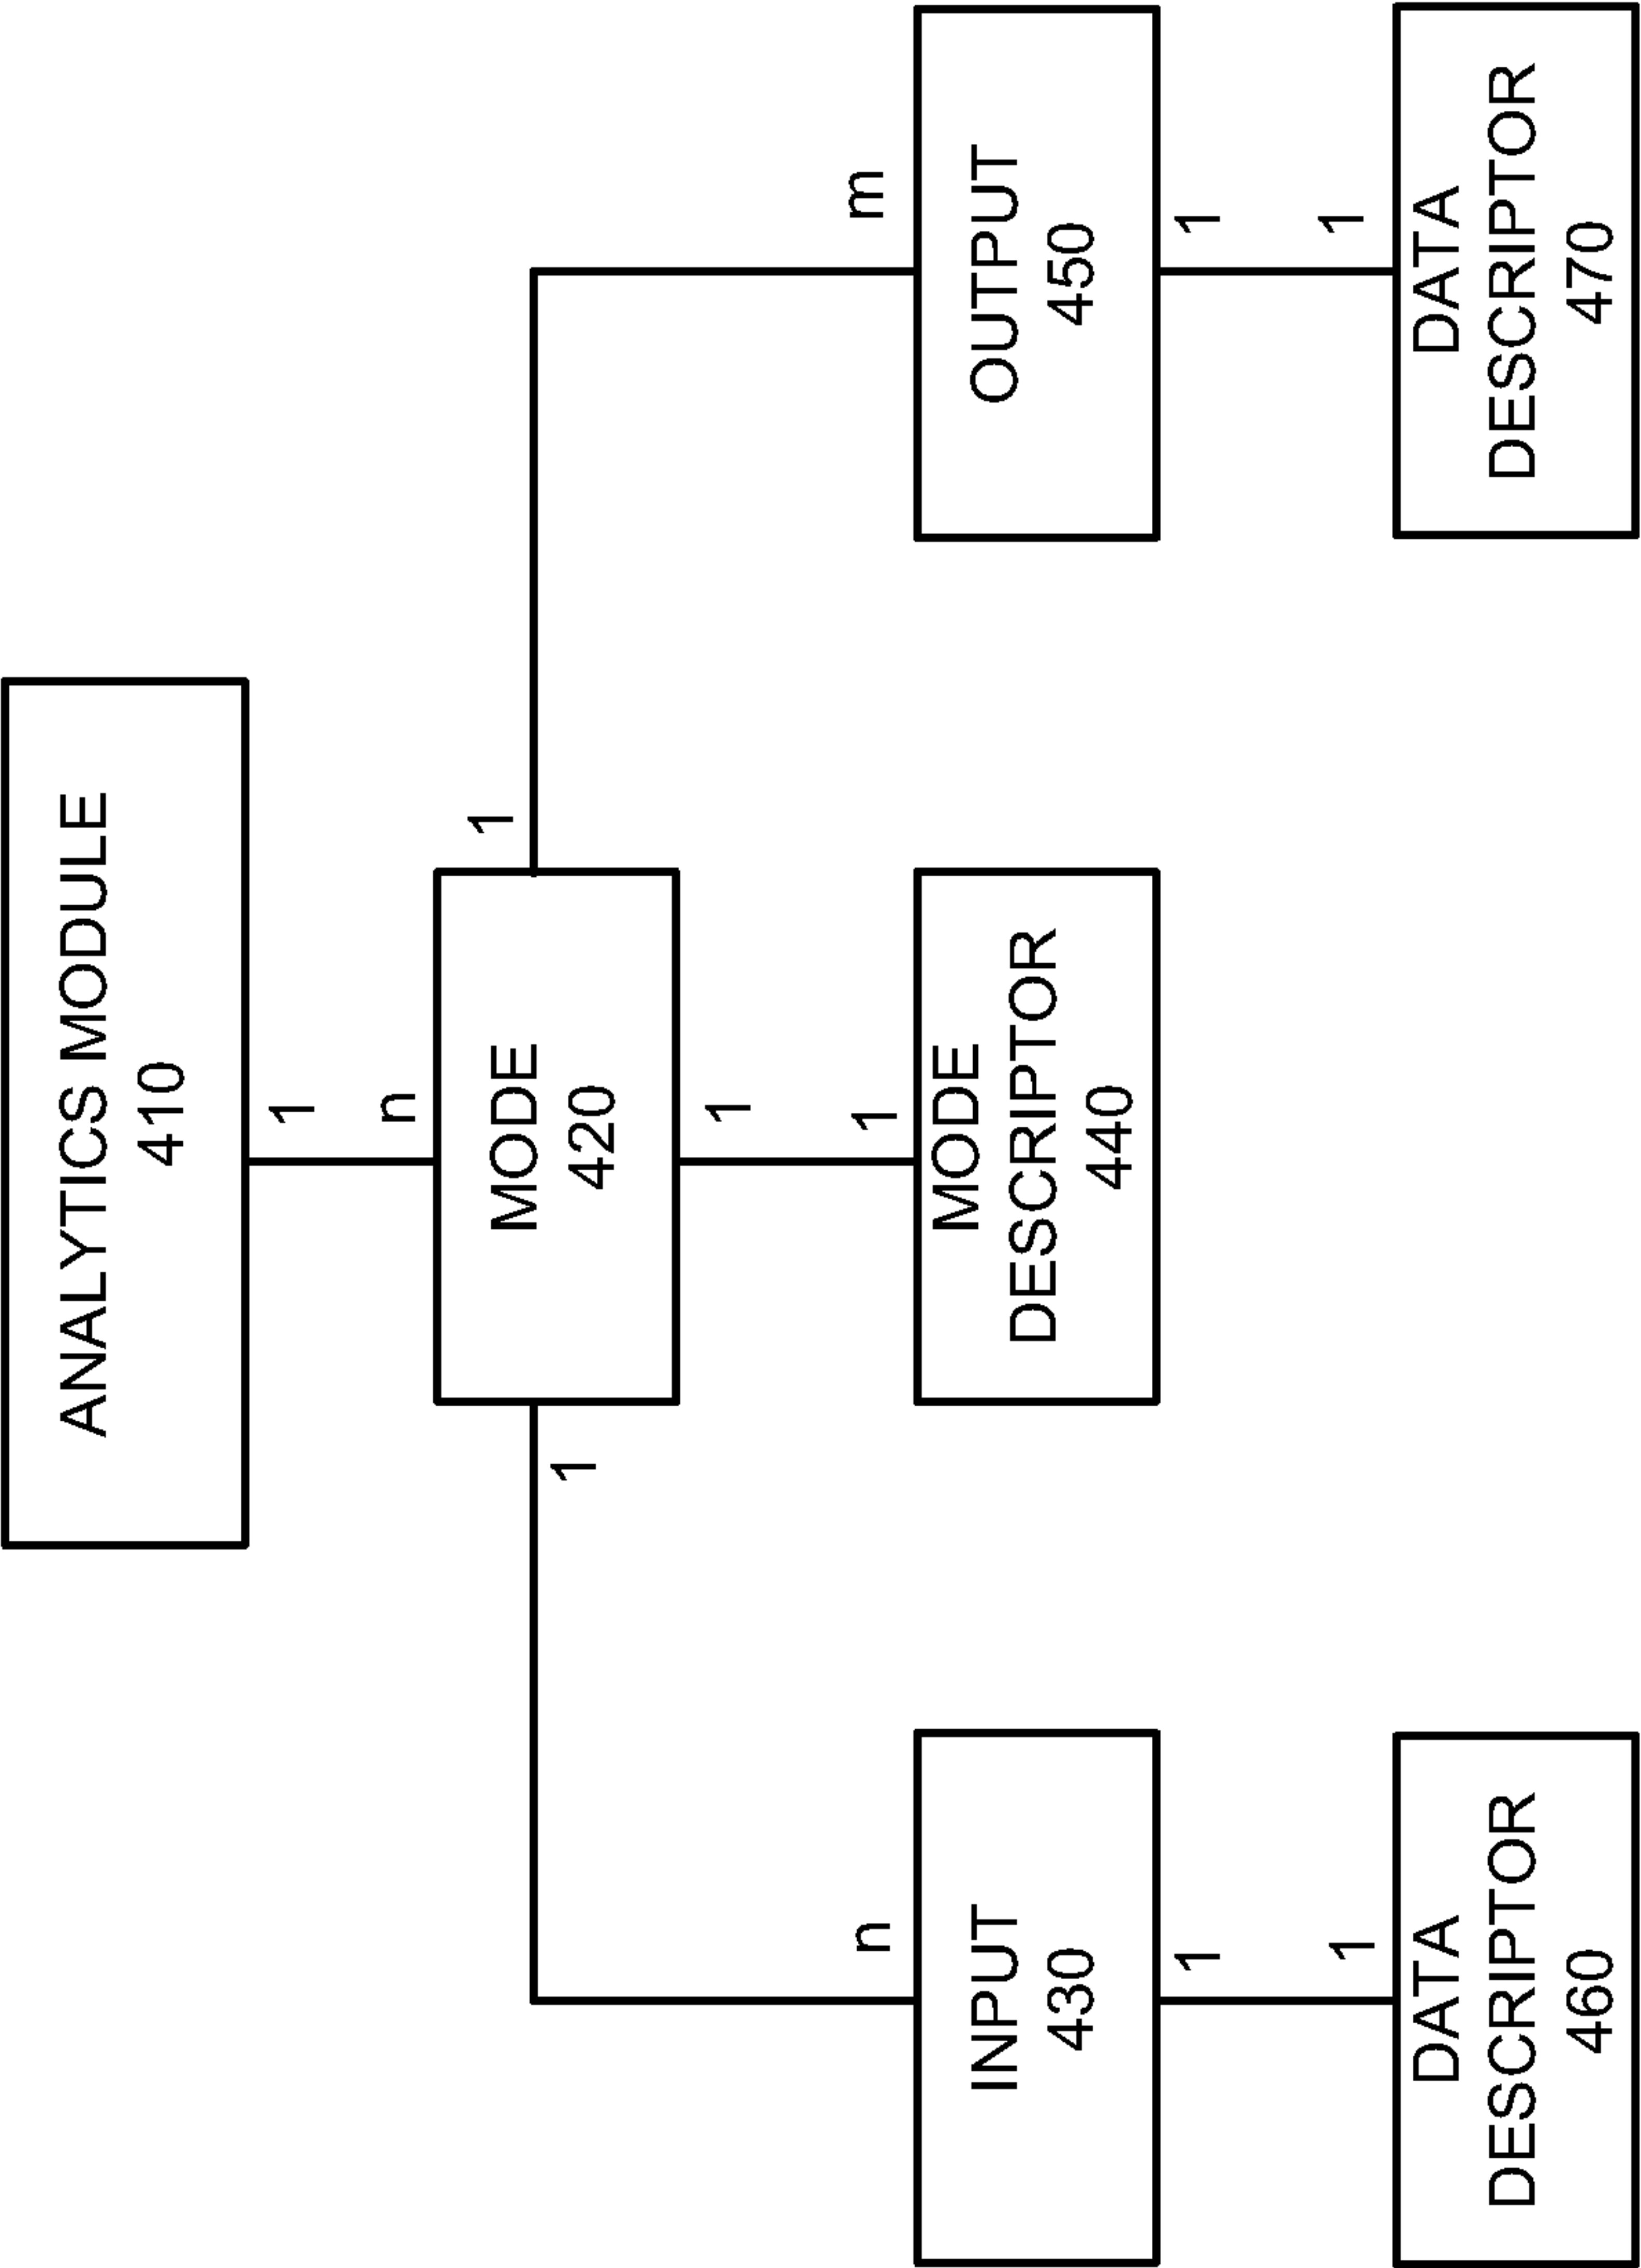 ANALYTICS MODULE
410
1
n
MODE
420
1
1
1
n
1
m
INPUT
430
MODE
DESCRIPTOR
440
OUTPUT
450
1
1
1
1
DATA
DESCRIPTOR
460
DATA
DESCRIPTOR
470